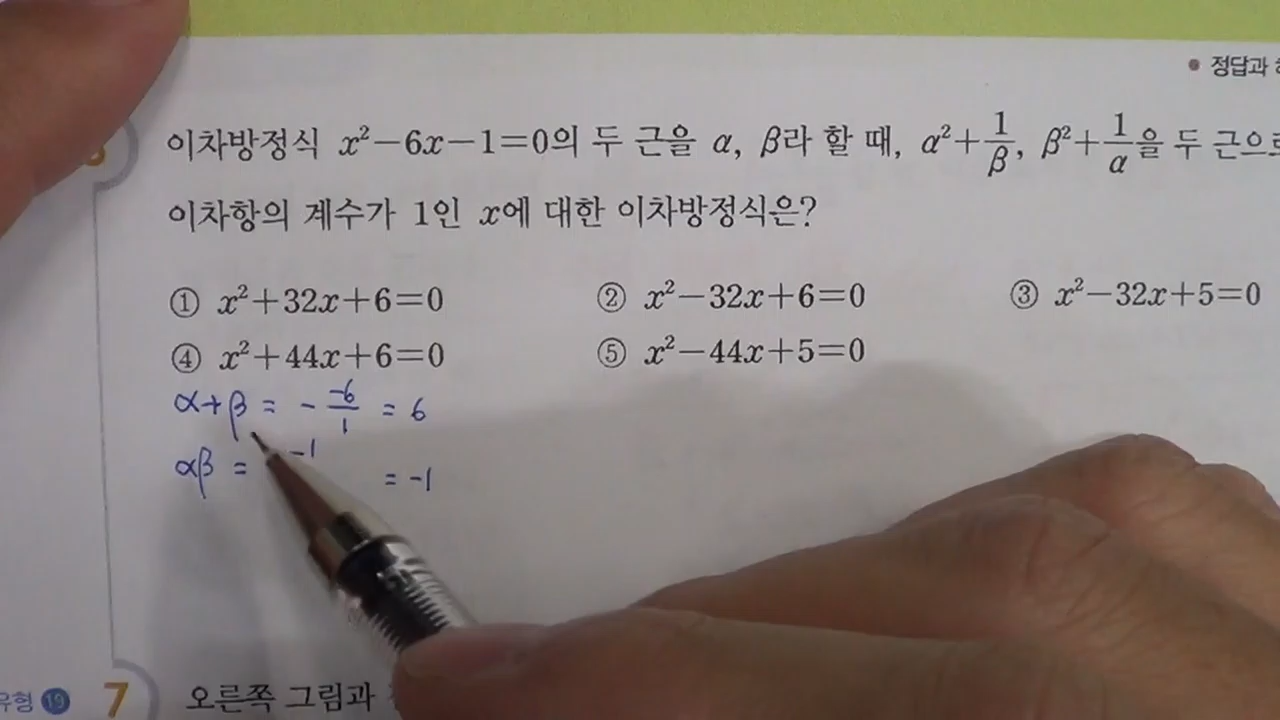 정답과
이차방정식 x²−6x−1=0의 두 근을 α, β라 할 때, α²+1/β, β²+1/α을 두 근으로
이차항의 계수가 1인 x에 대한 이차방정식은?
① x²+32x+6=0 ② x²−32x+6=0 ③ x²−32x+5=0
④ x²+44x+6=0 ⑤ x²−44x+5=0
α+β = − −6/1 = 6
αβ = −1 = −1
유형 19 7 오른쪽 그림과